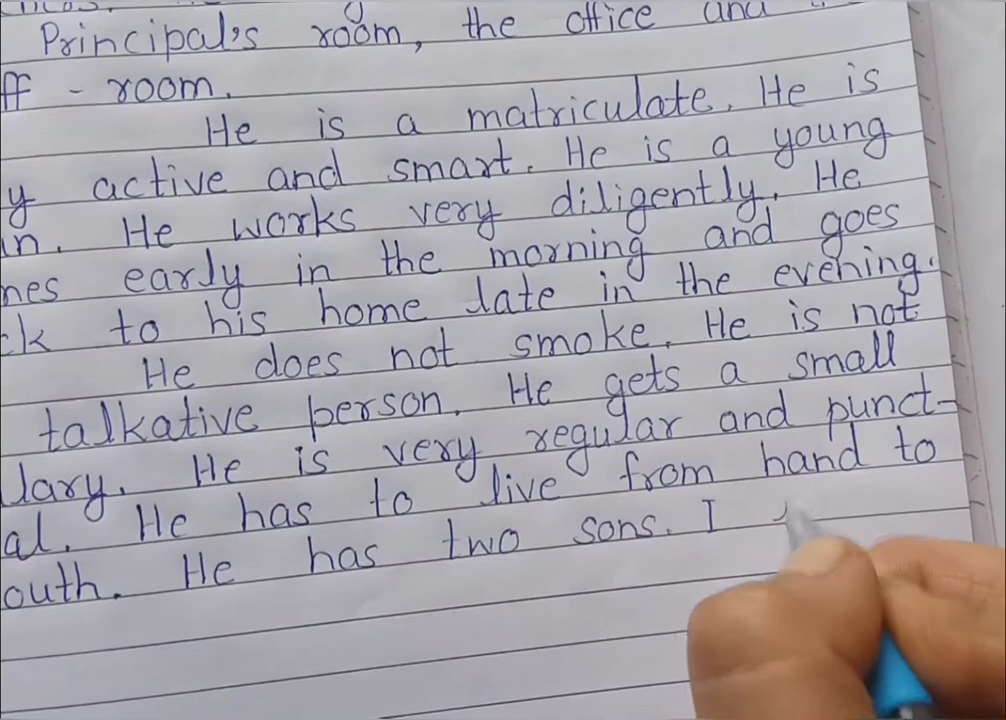 Principal's room, the office and
ff - room.
He is a matriculate. He is
y active and smart. He is a young
n. He works very diligently. He
nes early in the morning and goes
ck to his home late in the evening.
He does not smoke. He is not
talkative person. He gets a small
lary. He is very regular and punct-
al. He has to live from hand to
outh. He has two sons. I